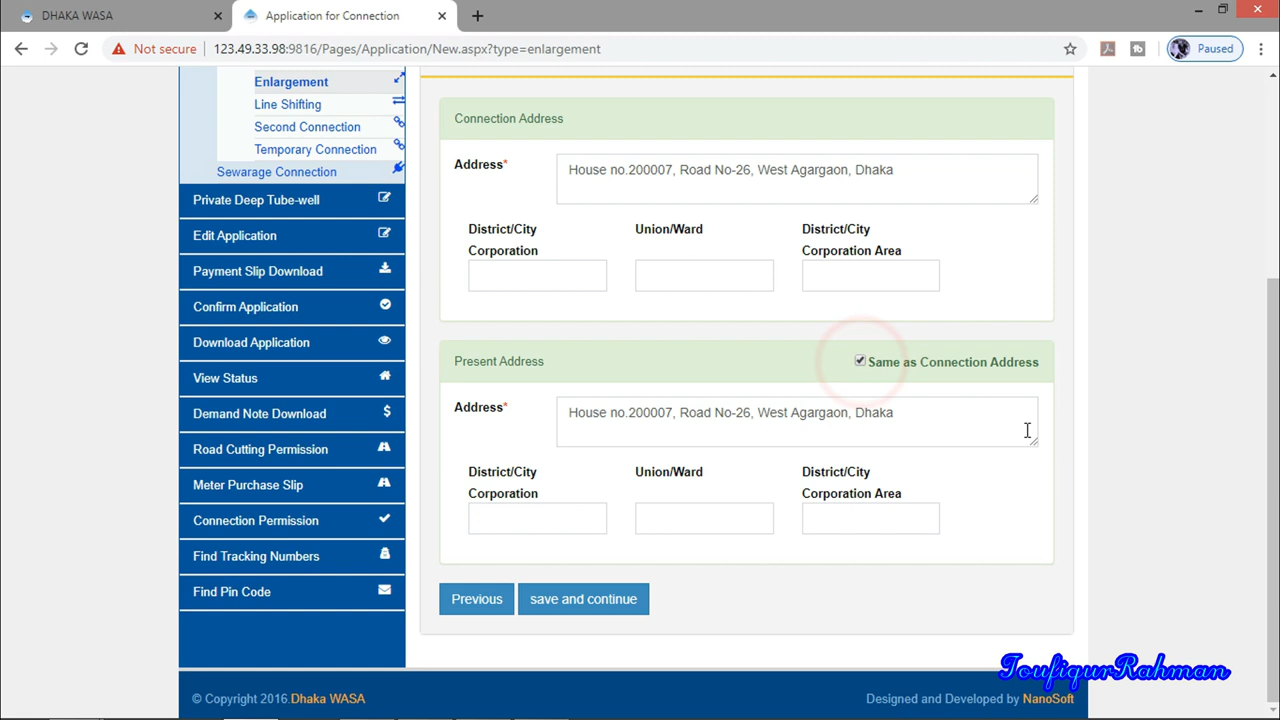 DHAKA WASA
Application for Connection
Not secure
123.49.33.98:9816/Pages/Application/New.aspx?type=enlargement
Paused
Enlargement
Line Shifting
Second Connection
Temporary Connection
Sewarage Connection
Private Deep Tube-well
Edit Application
Payment Slip Download
Confirm Application
Download Application
View Status
Demand Note Download
Road Cutting Permission
Meter Purchase Slip
Connection Permission
Find Tracking Numbers
Find Pin Code
Connection Address
Address*
House no.200007, Road No-26, West Agargaon, Dhaka
District/City Corporation
Union/Ward
District/City Corporation Area
Present Address
Same as Connection Address
Address*
House no.200007, Road No-26, West Agargaon, Dhaka
District/City Corporation
Union/Ward
District/City Corporation Area
Previous
save and continue
ToufiqurRahman
© Copyright 2016.Dhaka WASA
Designed and Developed by NanoSoft